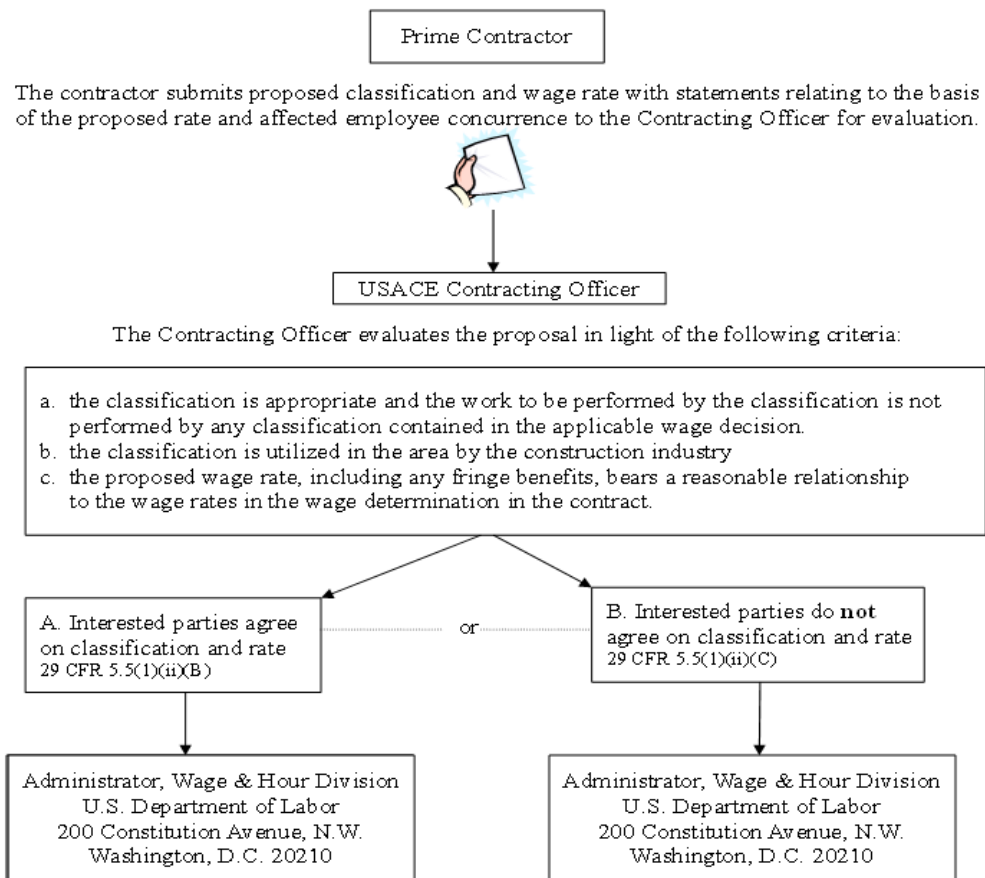 Prime Contractor
The contractor submits proposed classification and wage rate with statements relating to the basis
of the proposed rate and affected employee concurrence to the Contracting Officer for evaluation.
USACE Contracting Officer
The Contracting Officer evaluates the proposal in light of the following criteria:
a. the classification is appropriate and the work to be performed by the classification is not
performed by any classification contained in the applicable wage decision.
b. the classification is utilized in the area by the construction industry
c. the proposed wage rate, including any fringe benefits, bears a reasonable relationship
to the wage rates in the wage determination in the contract.
A. Interested parties agree
on classification and rate
29 CFR 5.5(1)(ii)(B)
or
B. Interested parties do not
agree on classification and rate
29 CFR 5.5(1)(ii)(C)
Administrator, Wage & Hour Division
U.S. Department of Labor
200 Constitution Avenue, N.W.
Washington, D.C. 20210
Administrator, Wage & Hour Division
U.S. Department of Labor
200 Constitution Avenue, N.W.
Washington, D.C. 20210